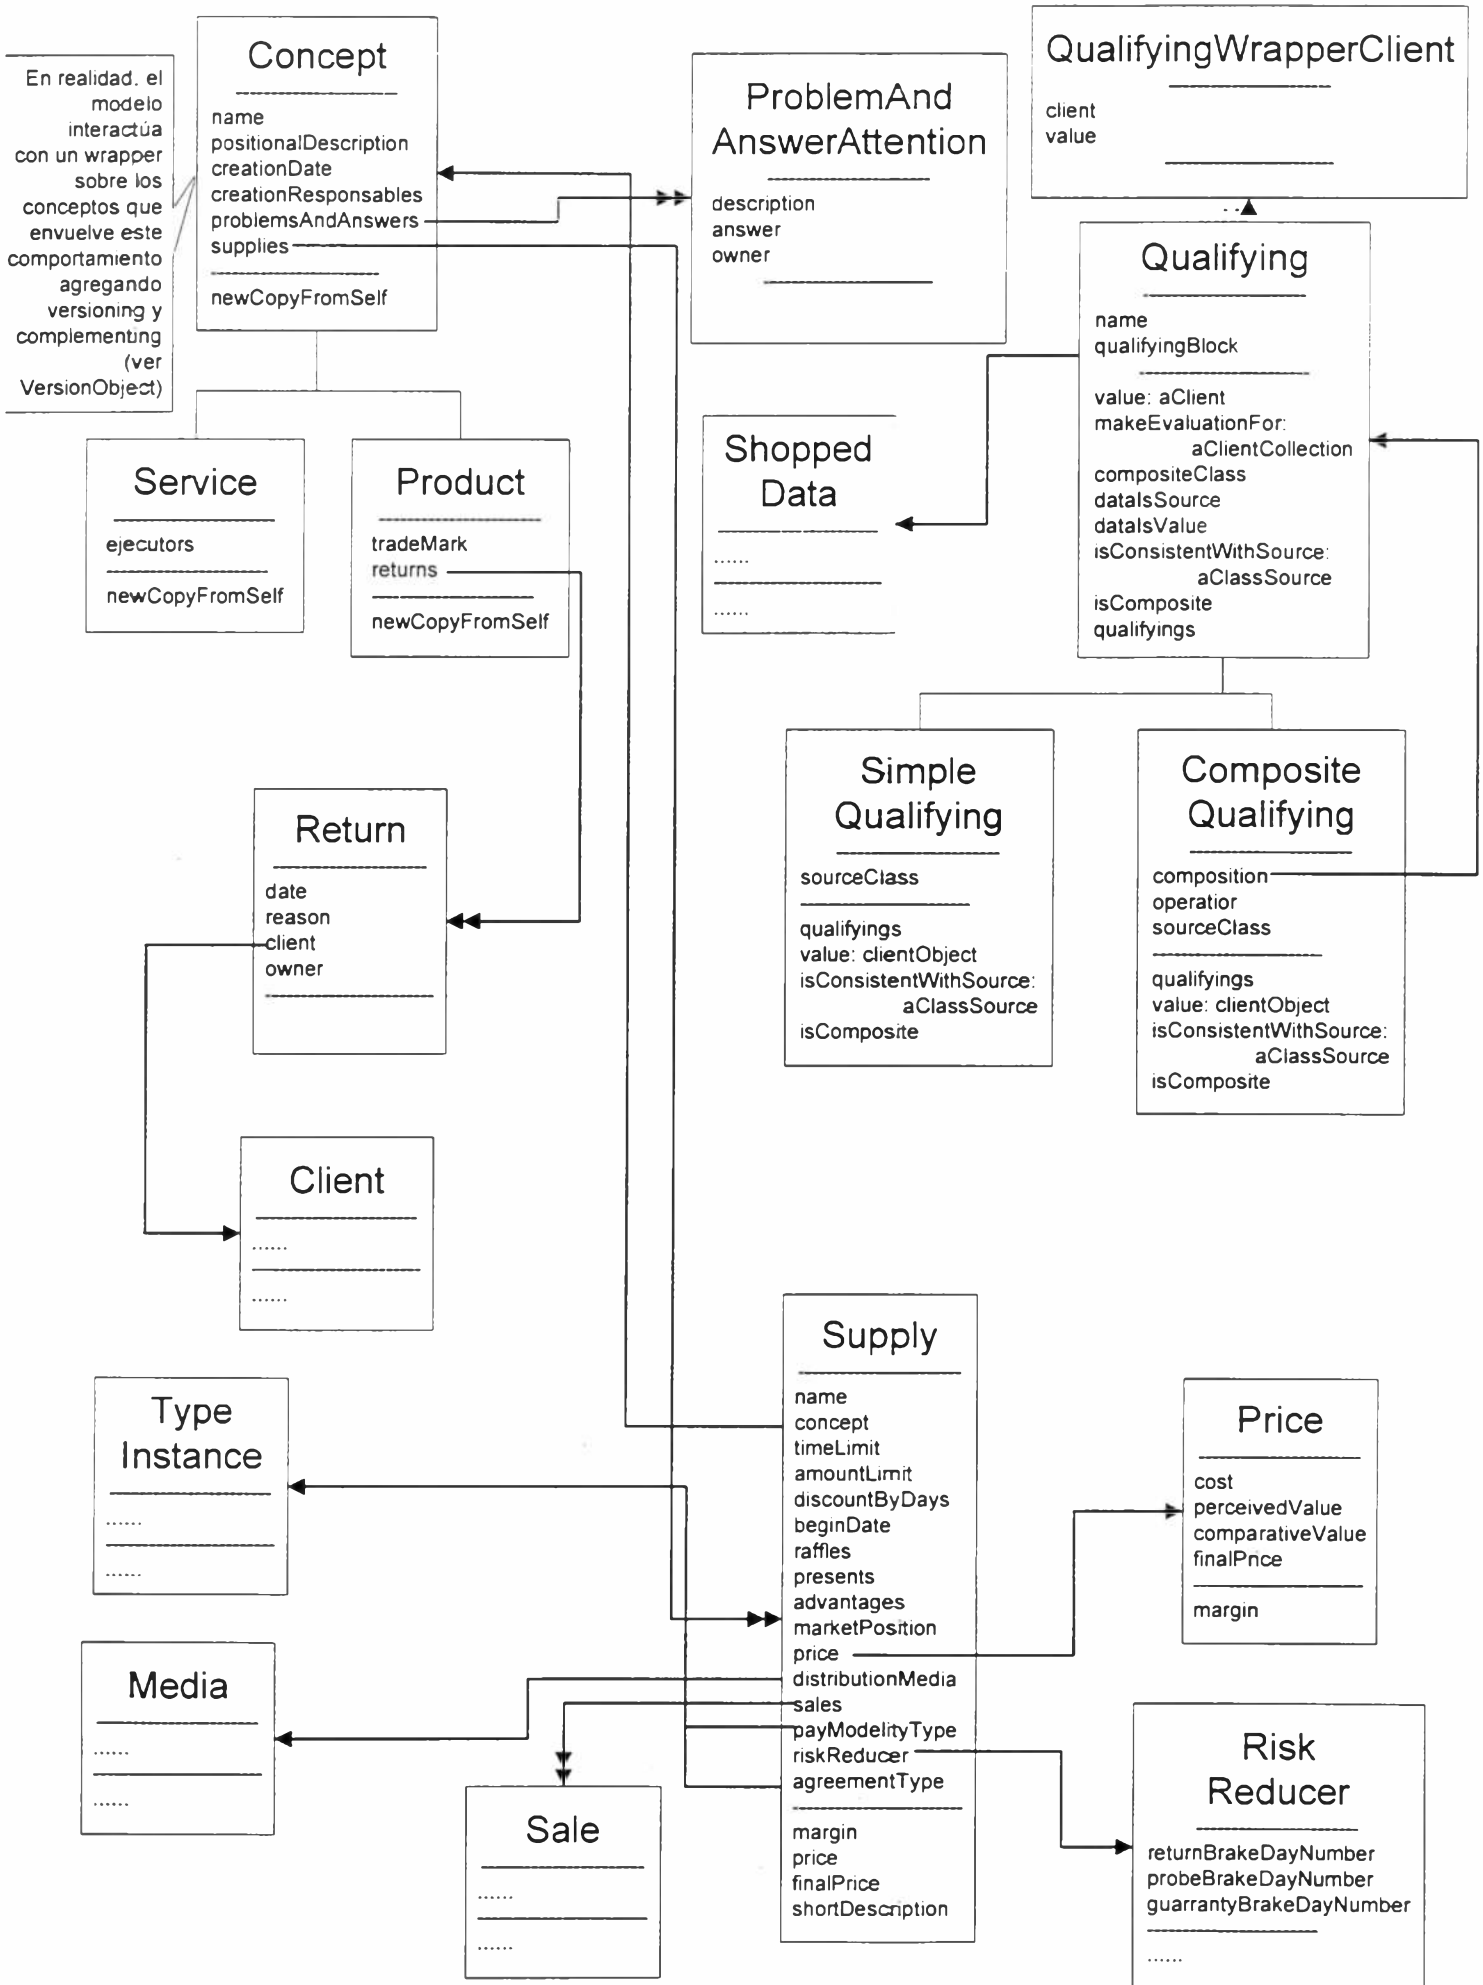 En realidad. el
modelo
interactúa
con un wrapper
sobre los
conceptos que
envuelve este
comportamiento
agregando
versioning y
complementing
(ver
VersionObject)
Concept
name
positionalDescription
creationDate
creationResponsables
problemsAndAnswers
supplies
newCopyFromSelf
ProblemAnd
AnswerAttention
description
answer
owner
QualifyingWrapperClient
client
value
Qualifying
name
qualifyingBlock
value: aClient
makeEvaluationFor:
aClientCollection
compositeClass
dataIsSource
dataIsValue
isConsistentWithSource:
aClassSource
isComposite
qualifyings
Service
ejecutors
newCopyFromSelf
Product
tradeMark
returns
newCopyFromSelf
Shopped
Data
......
......
Simple
Qualifying
sourceClass
qualifyings
value: clientObject
isConsistentWithSource:
aClassSource
isComposite
Composite
Qualifying
composition
operatior
sourceClass
qualifyings
value: clientObject
isConsistentWithSource:
aClassSource
isComposite
Return
date
reason
client
owner
Client
......
......
Supply
name
concept
timeLimit
amountLimit
discountByDays
beginDate
raffles
presents
advantages
marketPosition
price
distributionMedia
sales
payModelityType
riskReducer
agreementType
margin
price
finalPrice
shortDescription
Type
Instance
......
......
Price
cost
perceivedValue
comparativeValue
finalPrice
margin
Media
......
......
Sale
......
......
Risk
Reducer
returnBrakeDayNumber
probeBrakeDayNumber
guarrantyBrakeDayNumber
......